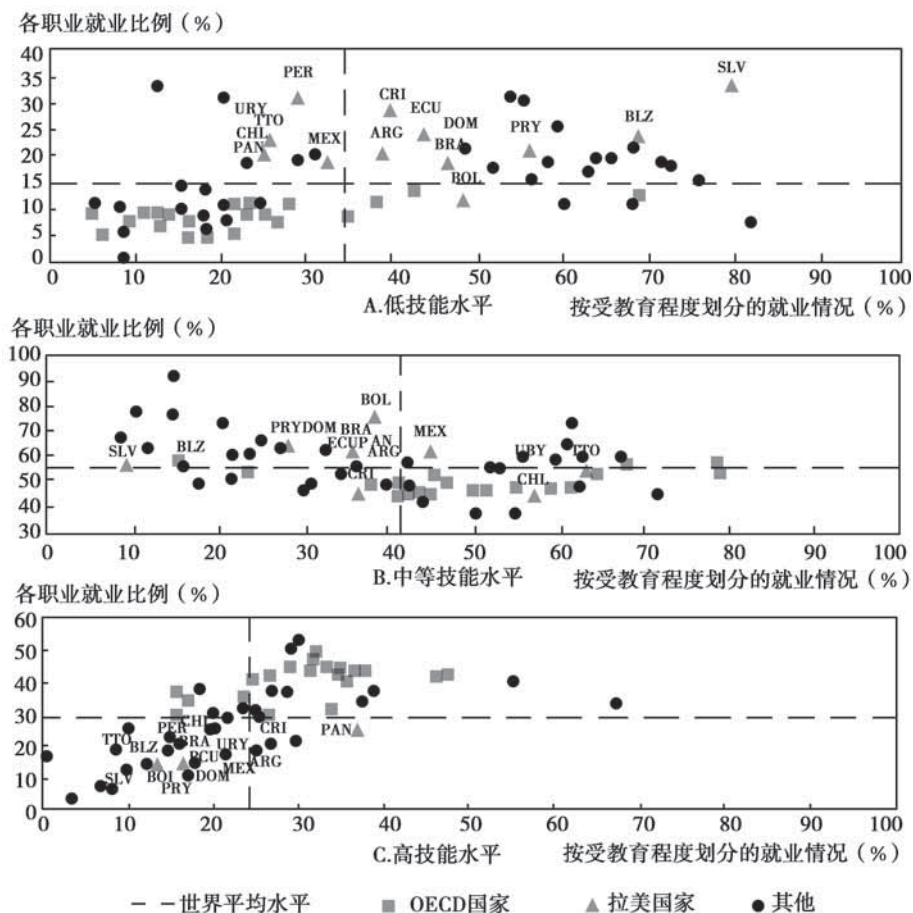 各职业就业比例(%)
40
35
30
25
20
15
10
5
0
PER
URY
TTO
CHL
PAN
MEX
CRI
ECU
ARG
DOM
BRA
BOL
PRY
BLZ
SLV
0 10 20 30 40 50 60 70 80 90 100
A.低技能水平 按受教育程度划分的就业情况(%)
各职业就业比例(%)
100
90
80
70
60
50
40
30
SLV
BLZ
PRYDOM
BOL
BRA
ECUP AN
ARG
CRI
MEX
UBY
TTO
CHL
0 10 20 30 40 50 60 70 80 90 100
B.中等技能水平 按受教育程度划分的就业情况(%)
各职业就业比例(%)
60
50
40
30
20
10
0
TTO
SLV
BLZ
PER
CHI
BRA
BOI
PRY
PCU
DOM
URY
MEX
CRI
ARG
PAN
0 10 20 30 40 50 60 70 80 90 100
C.高技能水平 按受教育程度划分的就业情况(%)
世界平均水平 OECD国家 拉美国家 其他